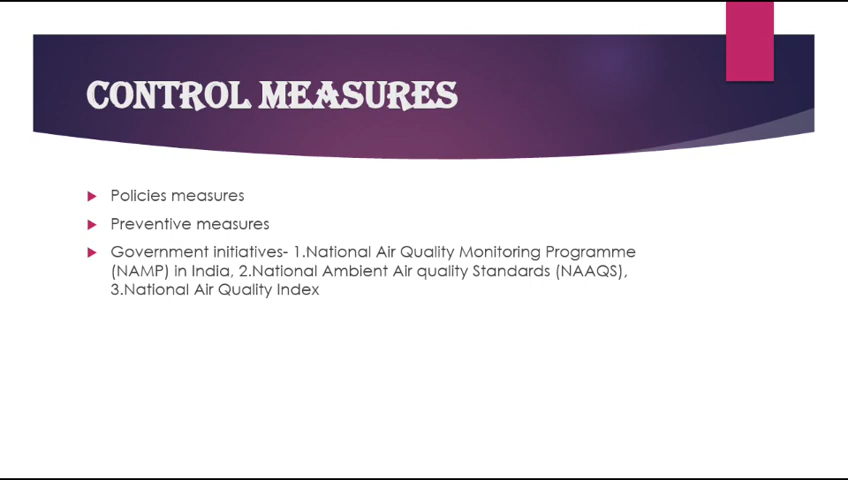 CONTROL MEASURES
Policies measures
Preventive measures
Government initiatives- 1.National Air Quality Monitoring Programme
(NAMP) in India, 2.National Ambient Air quality Standards (NAAQS),
3.National Air Quality Index